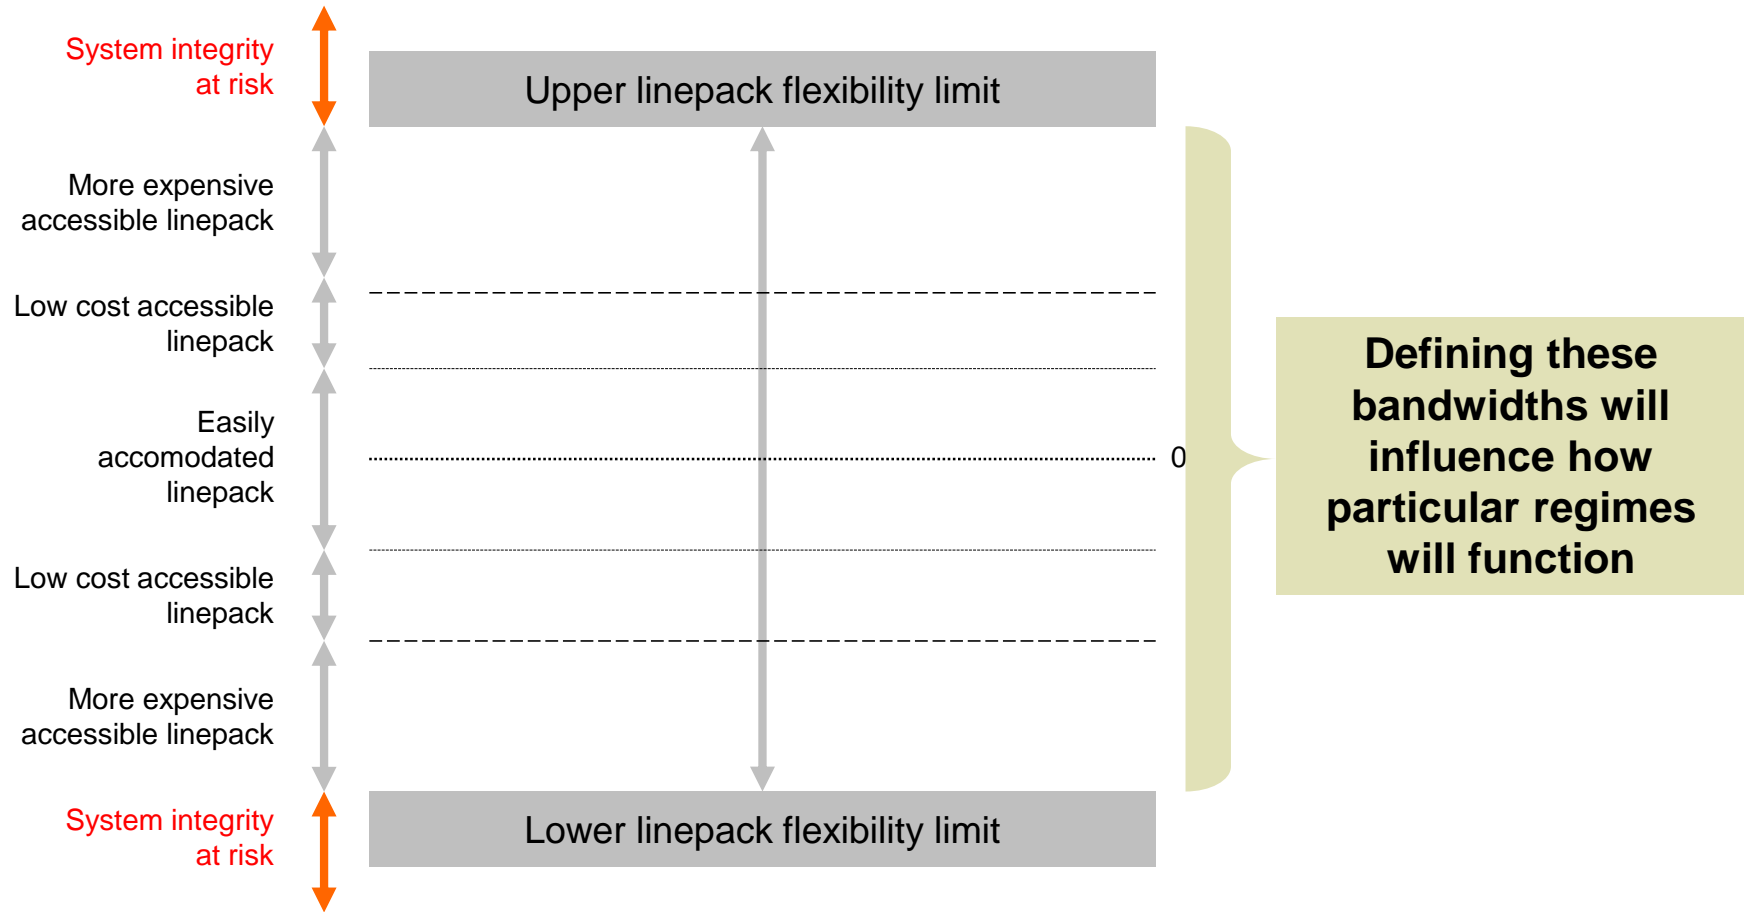 System integrity
at risk
Upper linepack flexibility limit
More expensive
accessible linepack
Low cost accessible
linepack
Easily
accomodated
linepack
0
Low cost accessible
linepack
More expensive
accessible linepack
System integrity
at risk
Lower linepack flexibility limit
Defining these
bandwidths will
influence how
particular regimes
will function